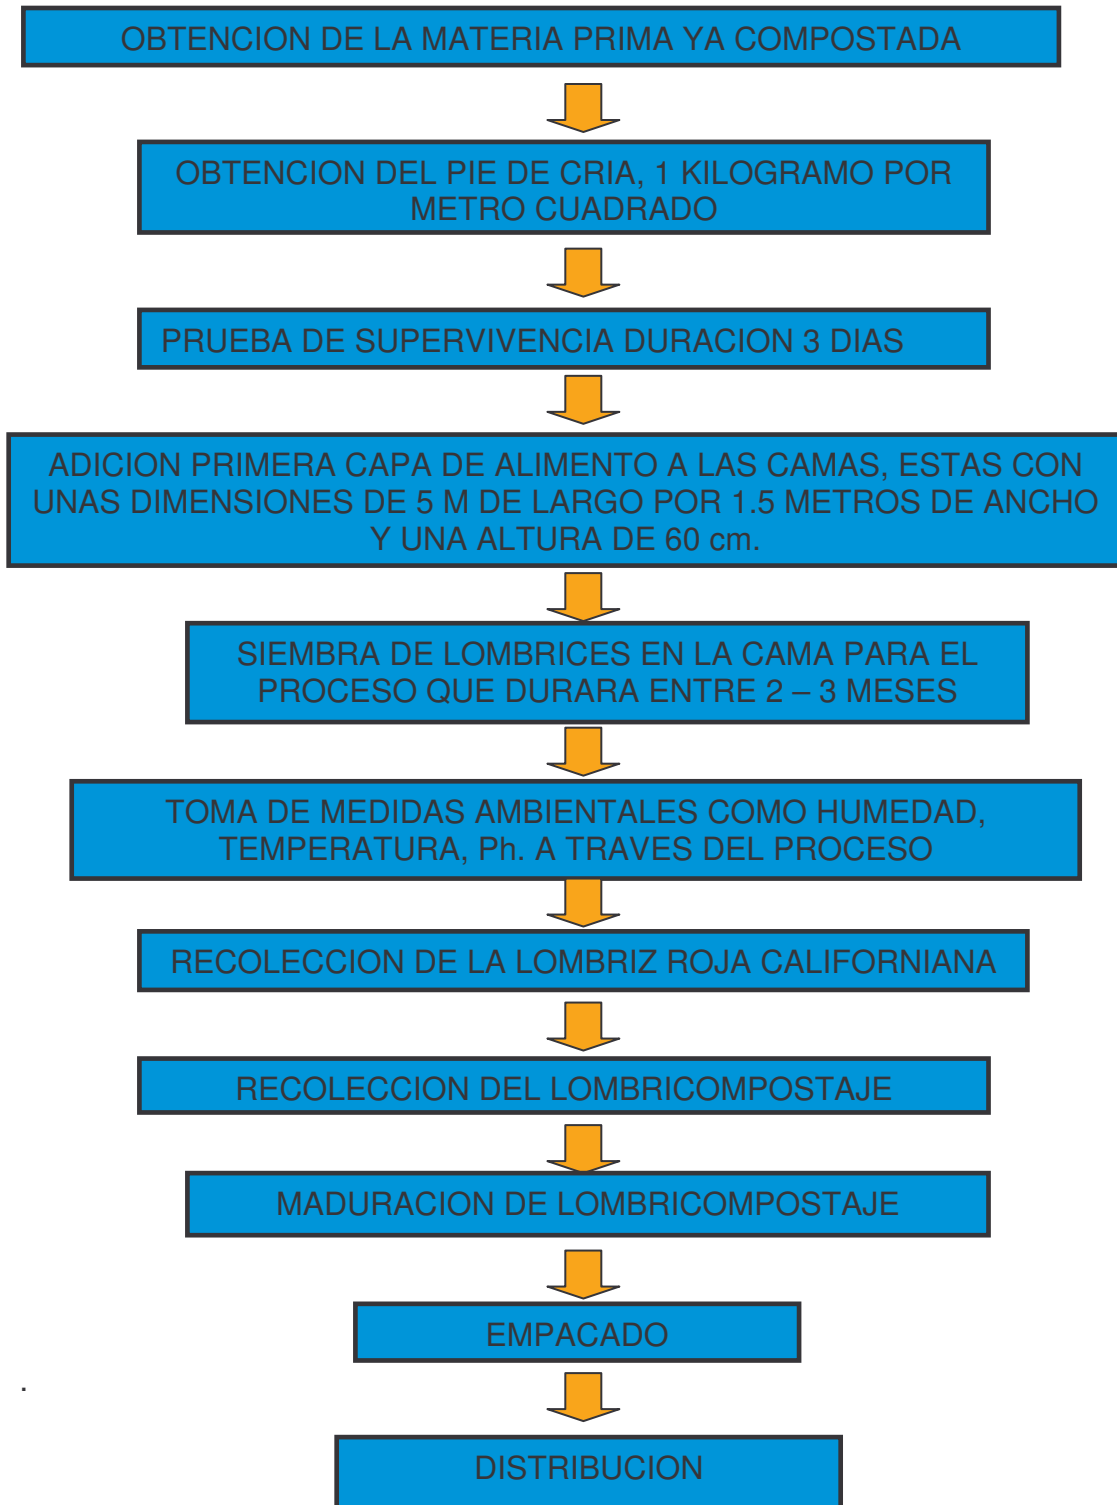 OBTENCION DE LA MATERIA PRIMA YA COMPOSTADA
OBTENCION DEL PIE DE CRIA, 1 KILOGRAMO POR
METRO CUADRADO
PRUEBA DE SUPERVIVENCIA DURACION 3 DIAS
ADICION PRIMERA CAPA DE ALIMENTO A LAS CAMAS, ESTAS CON
UNAS DIMENSIONES DE 5 M DE LARGO POR 1.5 METROS DE ANCHO
Y UNA ALTURA DE 60 cm.
SIEMBRA DE LOMBRICES EN LA CAMA PARA EL
PROCESO QUE DURARA ENTRE 2 – 3 MESES
TOMA DE MEDIDAS AMBIENTALES COMO HUMEDAD,
TEMPERATURA, Ph. A TRAVES DEL PROCESO
RECOLECCION DE LA LOMBRIZ ROJA CALIFORNIANA
RECOLECCION DEL LOMBRICOMPOSTAJE
MADURACION DE LOMBRICOMPOSTAJE
EMPACADO
.
DISTRIBUCION